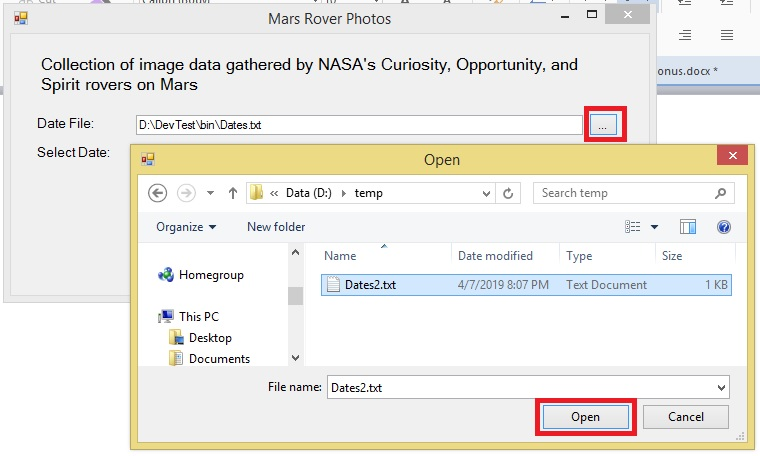 Mars Rover Photos
Collection of image data gathered by NASA's Curiosity, Opportunity, and
Spirit rovers on Mars
onus.docx *
Date File:
D:\DevTest\bin\Dates.txt
...
Select Date:
Open
« Data (D:) ▸ temp
Search temp
Organize
New folder
Name Date modified Type Size
Homegroup
Dates2.txt 4/7/2019 8:07 PM Text Document 1 KB
This PC
Desktop
Documents
File name: Dates2.txt
Open Cancel